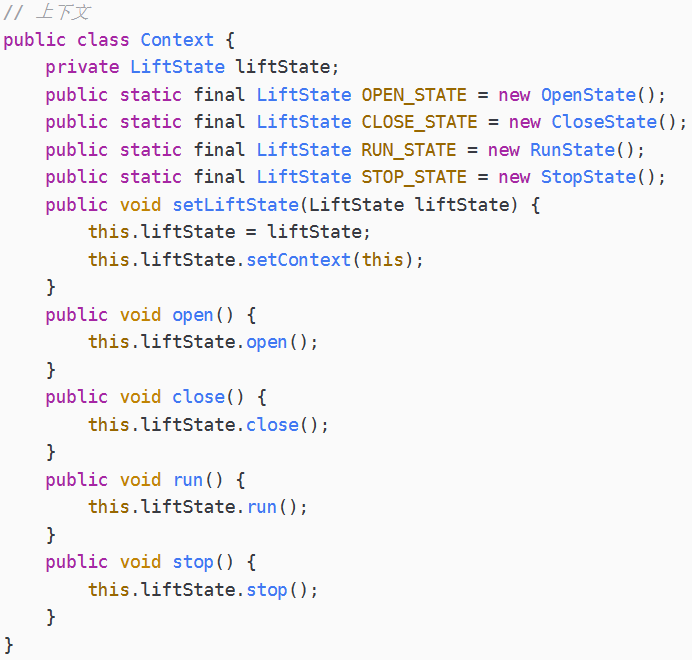 // 上下文
public class Context {
    private LiftState liftState;
    public static final LiftState OPEN_STATE = new OpenState();
    public static final LiftState CLOSE_STATE = new CloseState();
    public static final LiftState RUN_STATE = new RunState();
    public static final LiftState STOP_STATE = new StopState();
    public void setLiftState(LiftState liftState) {
        this.liftState = liftState;
        this.liftState.setContext(this);
    }
    public void open() {
        this.liftState.open();
    }
    public void close() {
        this.liftState.close();
    }
    public void run() {
        this.liftState.run();
    }
    public void stop() {
        this.liftState.stop();
    }
}